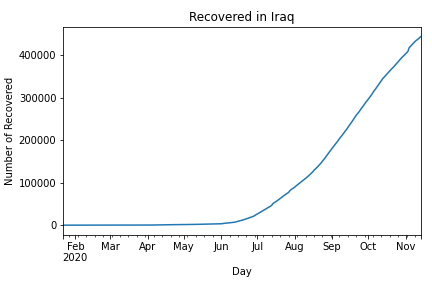 Recovered in Iraq
Number of Recovered
400000
300000
200000
100000
0
Feb Mar Apr May Jun Jul Aug Sep Oct Nov
2020
Day